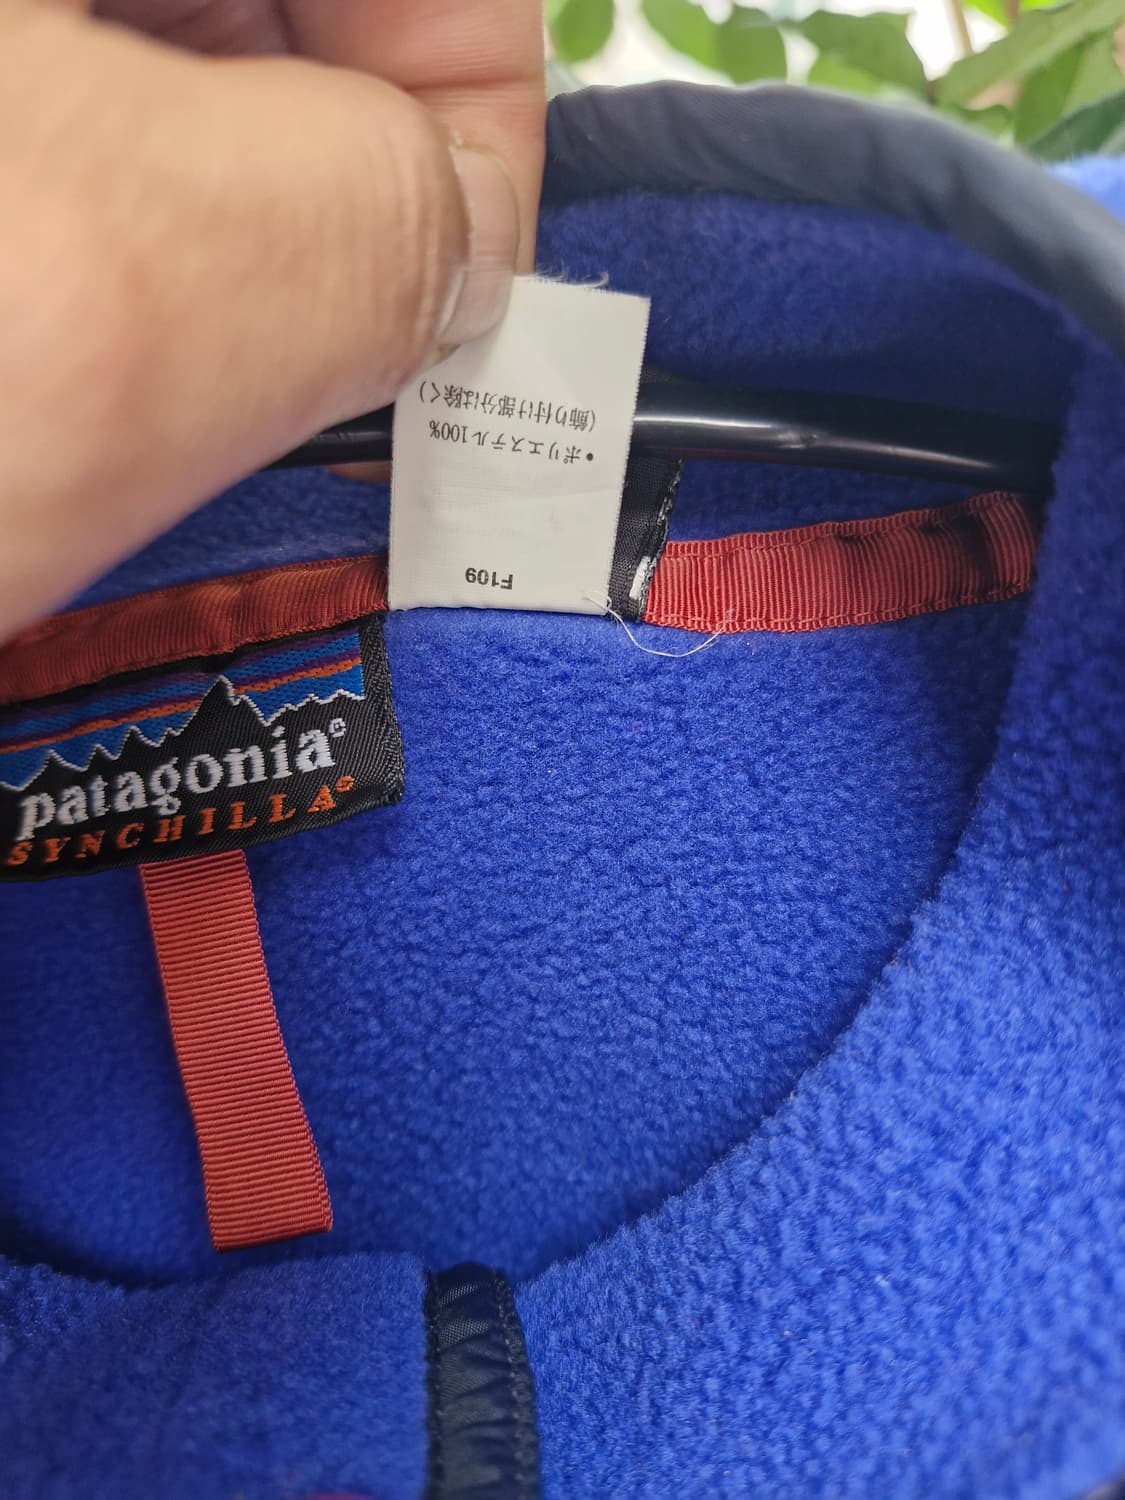 F109
• ポリエステル100%
(飾り付け部分は除く)
patagonia®
SYNCHILLA®